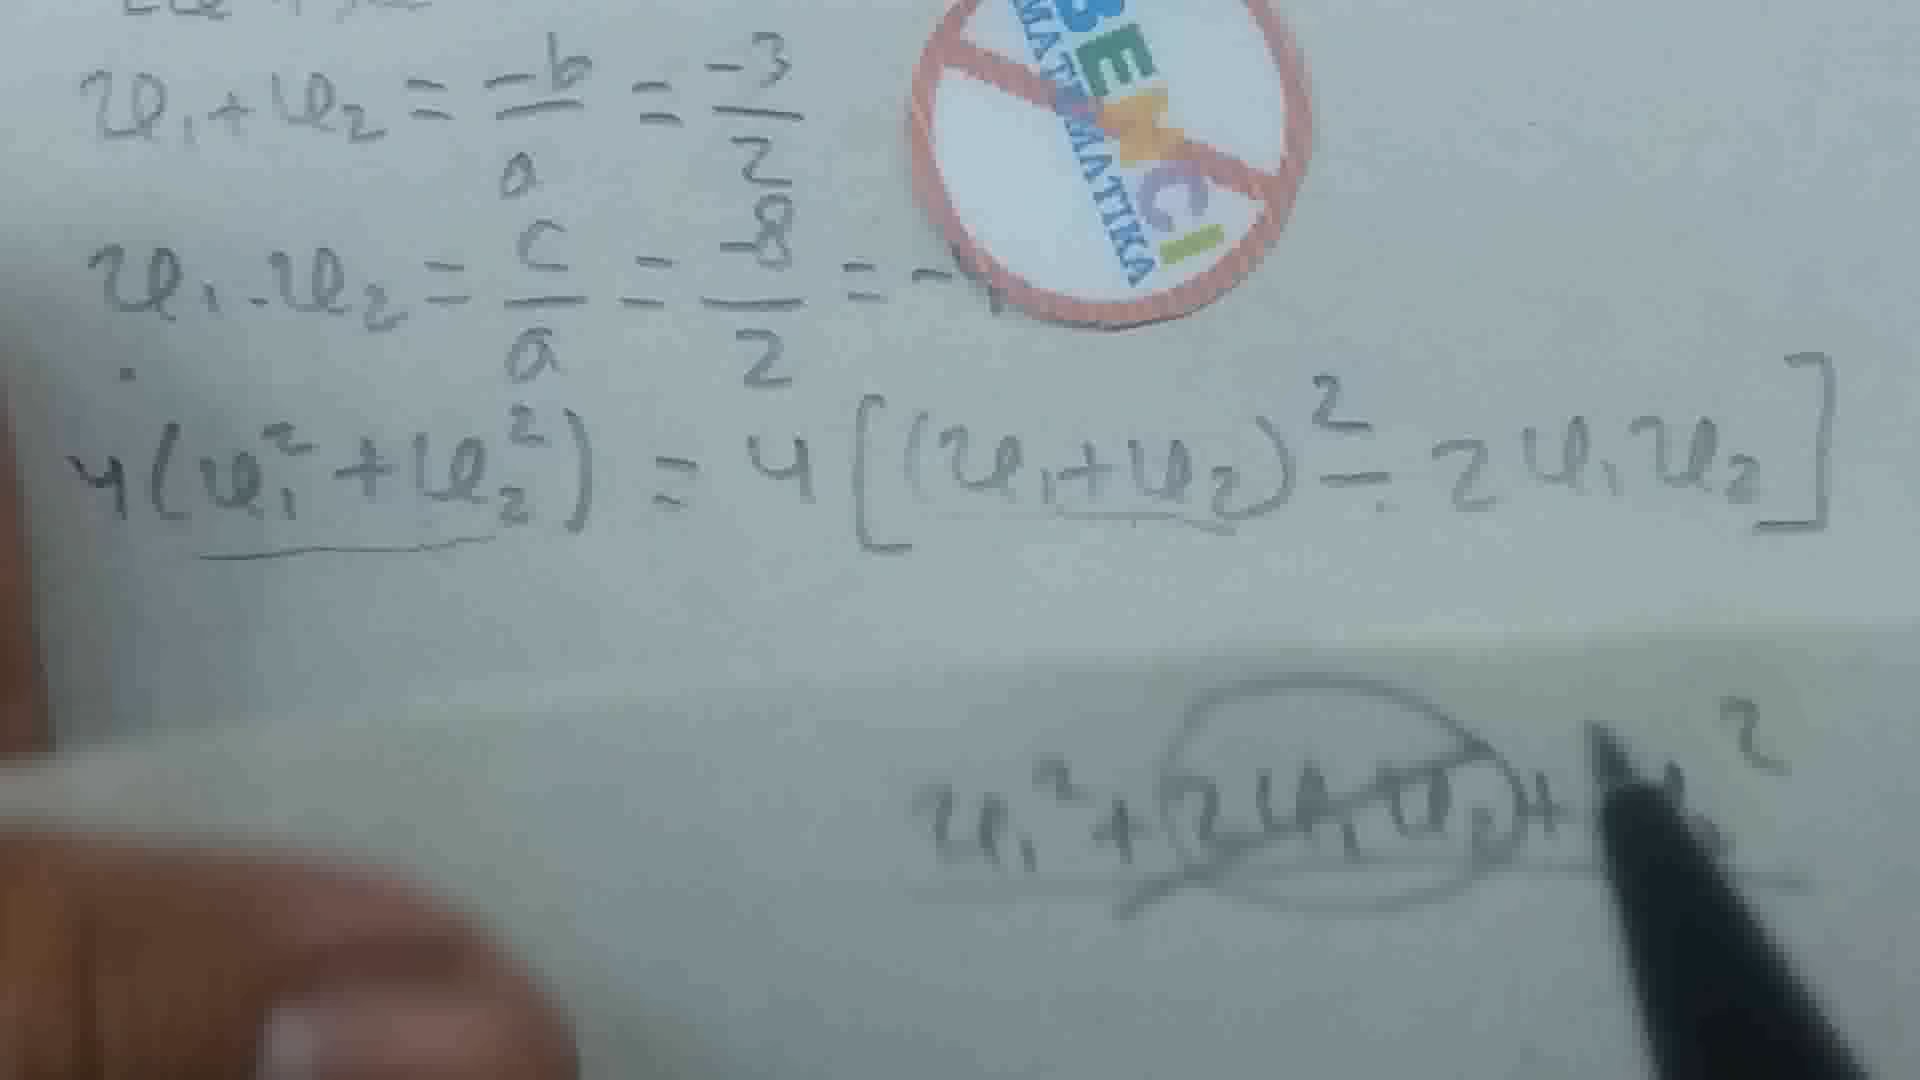 x₁ + x₂ = -b/a = -3/2
x₁ . x₂ = c/a = -8/2 = -
4(x₁² + x₂²) = 4[(x₁ + x₂)² - 2x₁x₂]
x₁² + 2x₁x₂ +
BEMCI
MATEMATIKA